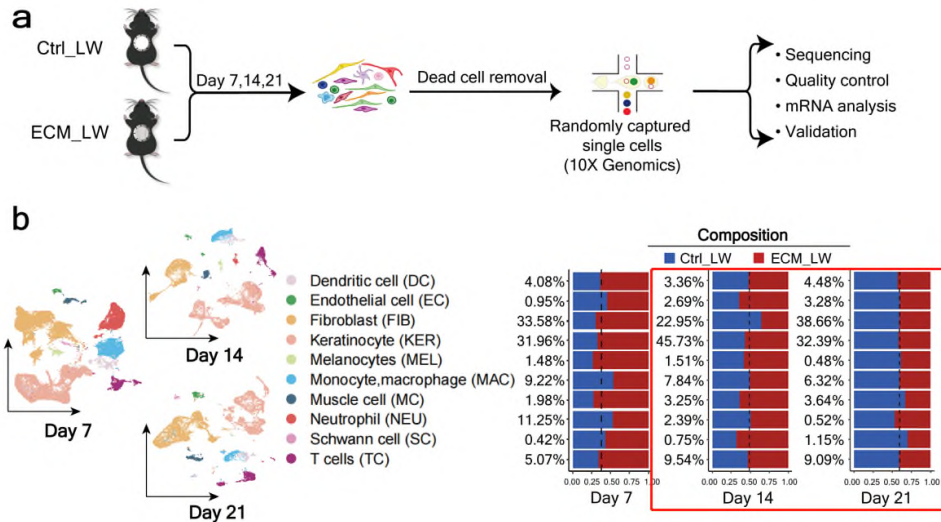 a
Ctrl_LW
ECM_LW
Day 7,14,21
Dead cell removal
Randomly captured
single cells
(10X Genomics)
• Sequencing
• Quality control
• mRNA analysis
• Validation
b
Day 7
Day 14
Day 21
Dendritic cell (DC)
Endothelial cell (EC)
Fibroblast (FIB)
Keratinocyte (KER)
Melanocytes (MEL)
Monocyte,macrophage (MAC)
Muscle cell (MC)
Neutrophil (NEU)
Schwann cell (SC)
T cells (TC)
Composition
Ctrl_LW ECM_LW
4.08% 3.36% 4.48%
0.95% 2.69% 3.28%
33.58% 22.95% 38.66%
31.96% 45.73% 32.39%
1.48% 1.51% 0.48%
9.22% 7.84% 6.32%
1.98% 3.25% 3.64%
11.25% 2.39% 0.52%
0.42% 0.75% 1.15%
5.07% 9.54% 9.09%
0.00 0.25 0.50 0.75 1.00 0.00 0.25 0.50 0.75 1.00 0.00 0.25 0.50 0.75 1.00
Day 7 Day 14 Day 21